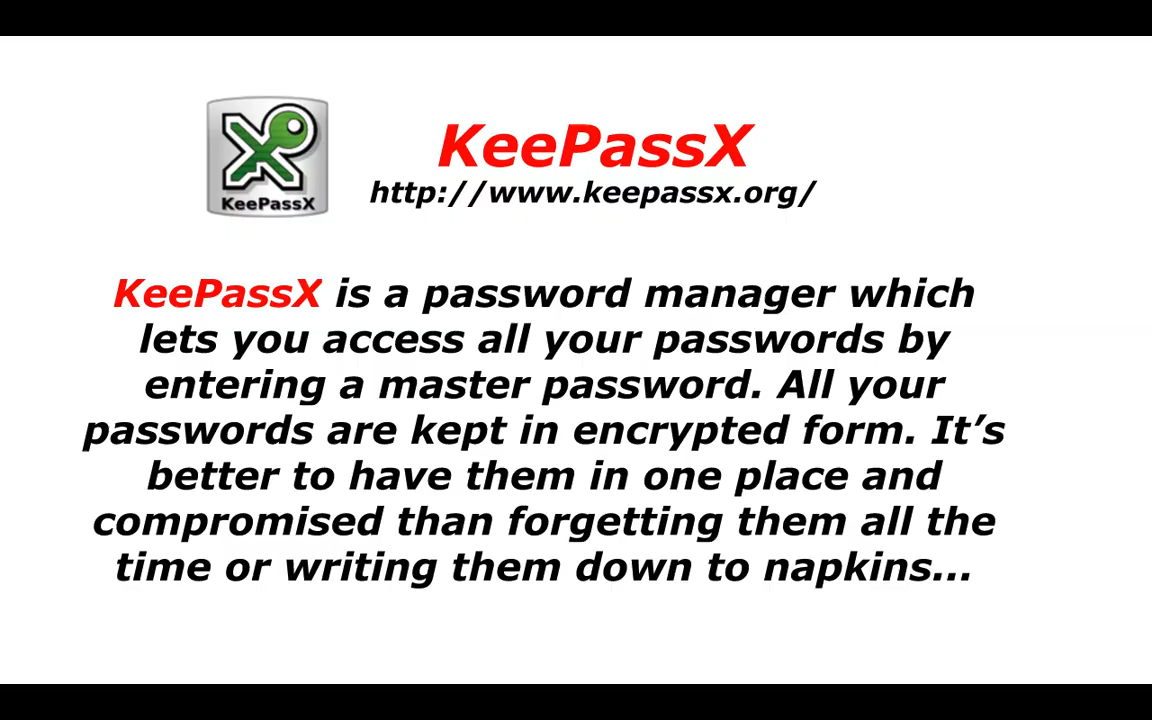 KeePassX
KeePassX
http://www.keepassx.org/
KeePassX is a password manager which
lets you access all your passwords by
entering a master password. All your
passwords are kept in encrypted form. It’s
better to have them in one place and
compromised than forgetting them all the
time or writing them down to napkins...